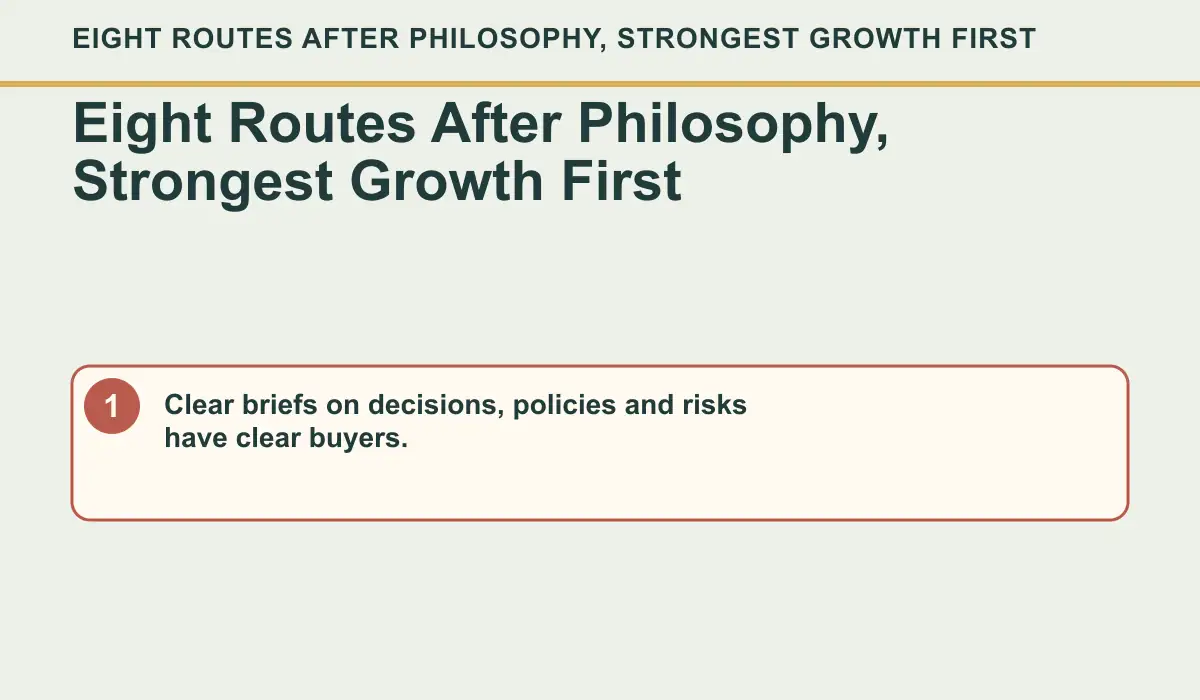 EIGHT ROUTES AFTER PHILOSOPHY, STRONGEST GROWTH FIRST
Eight Routes After Philosophy,
Strongest Growth First
1
Clear briefs on decisions, policies and risks
have clear buyers.